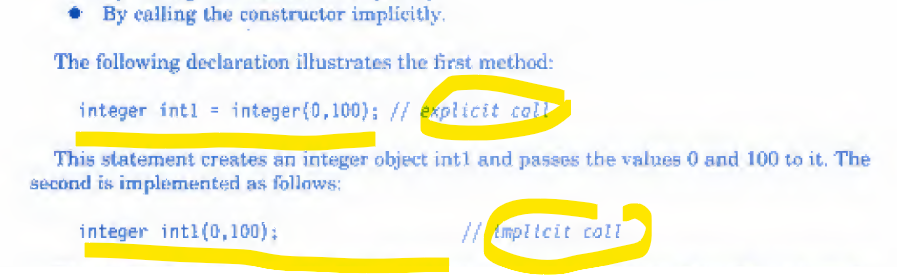 • By calling the constructor implicitly.
The following declaration illustrates the first method:
integer int1 = integer(0,100); // explicit call
This statement creates an integer object int1 and passes the values 0 and 100 to it. The
second is implemented as follows:
integer int1(0,100); // implicit call